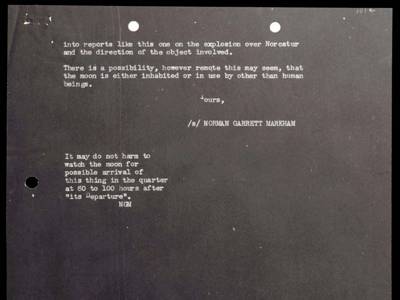 into reports like this one on the explosion over Norcatur
and the direction of the object involved.
There is a possibility, however remote this may seem, that
the moon is either inhabited or in use by other than human
beings.
Yours,
/s/ NORMAN GARRETT MARKHAM
It may do not harm to
watch the moon for
possible arrival of
this thing in the quarter
at 60 to 100 hours after
"its Departure".
NGM